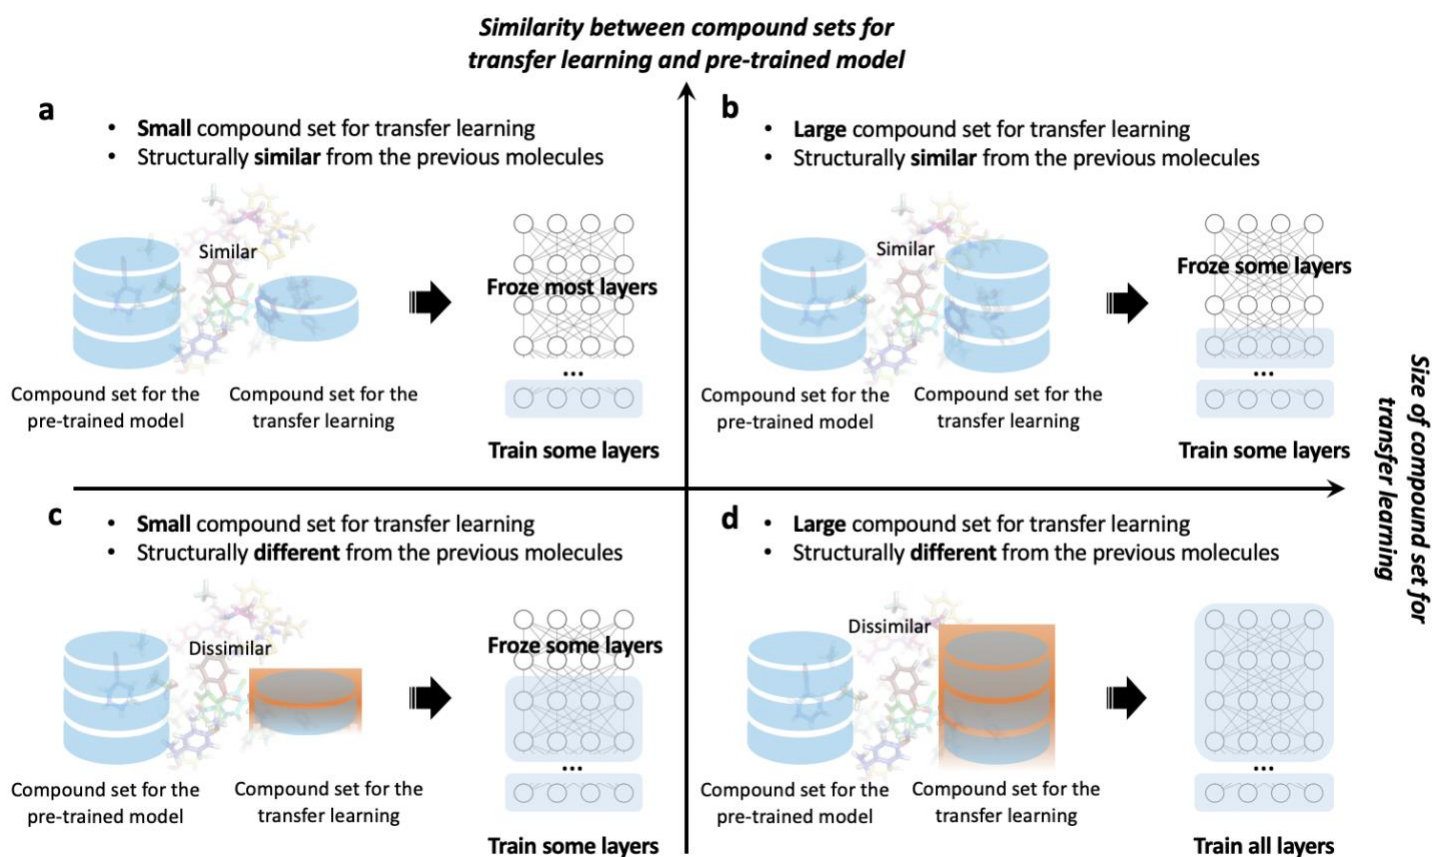 Similarity between compound sets for
transfer learning and pre-trained model
a
• Small compound set for transfer learning
• Structurally similar from the previous molecules
Similar
Froze most layers
...
Compound set for the
pre-trained model
Compound set for the
transfer learning
Train some layers
b
• Large compound set for transfer learning
• Structurally similar from the previous molecules
Similar
Froze some layers
...
Compound set for the
pre-trained model
Compound set for the
transfer learning
Train some layers
Size of compound set for
transfer learning
c
• Small compound set for transfer learning
• Structurally different from the previous molecules
Dissimilar
Froze some layers
...
Compound set for the
pre-trained model
Compound set for the
transfer learning
Train some layers
d
• Large compound set for transfer learning
• Structurally different from the previous molecules
Dissimilar
...
Compound set for the
pre-trained model
Compound set for the
transfer learning
Train all layers